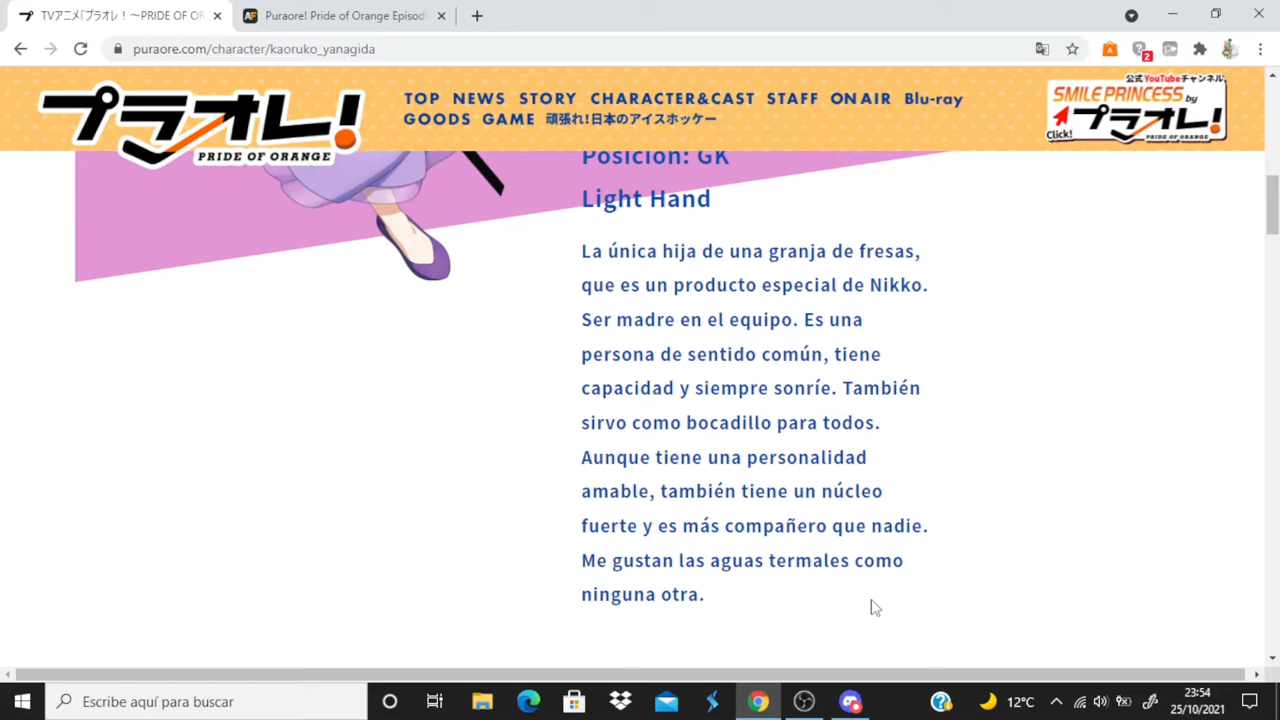 TVアニメ「プラオレ！～PRIDE OF OR
Puraore! Pride of Orange Episod
puraore.com/character/kaoruko_yanagida
2
プラオレ!
PRIDE OF ORANGE
TOP NEWS STORY CHARACTER&CAST STAFF ON AIR Blu-ray
GOODS GAME 頑張れ!日本のアイスホッケー
公式YouTubeチャンネル
SMILE PRINCESS by
Click!
プラオレ!
PRIDE OF ORANGE
Posición: GK
Light Hand
La única hija de una granja de fresas,
que es un producto especial de Nikko.
Ser madre en el equipo. Es una
persona de sentido común, tiene
capacidad y siempre sonríe. También
sirvo como bocadillo para todos.
Aunque tiene una personalidad
amable, también tiene un núcleo
fuerte y es más compañero que nadie.
Me gustan las aguas termales como
ninguna otra.
Escribe aquí para buscar
12°C
23:54
25/10/2021